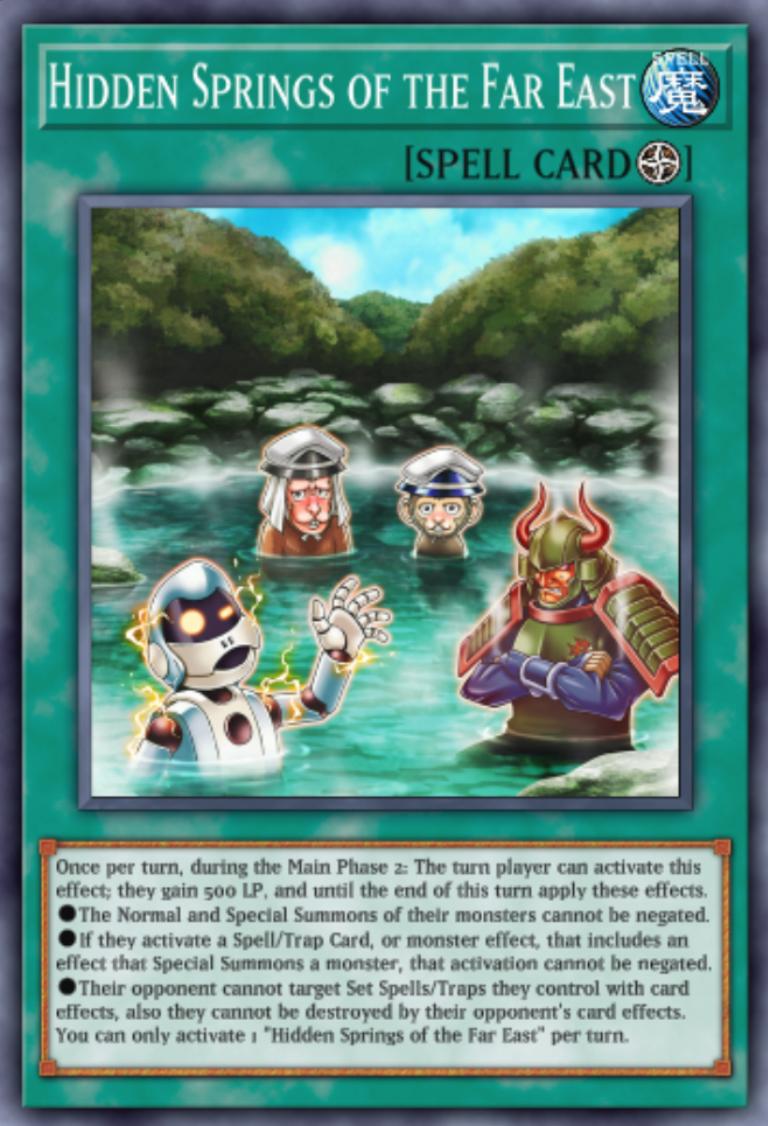 HIDDEN SPRINGS OF THE FAR EAST
SPELL
魔
[SPELL CARD]
Once per turn, during the Main Phase 2: The turn player can activate this
effect; they gain 500 LP, and until the end of this turn apply these effects.
●The Normal and Special Summons of their monsters cannot be negated.
●If they activate a Spell/Trap Card, or monster effect, that includes an
effect that Special Summons a monster, that activation cannot be negated.
●Their opponent cannot target Set Spells/Traps they control with card
effects, also they cannot be destroyed by their opponent's card effects.
You can only activate 1 "Hidden Springs of the Far East" per turn.